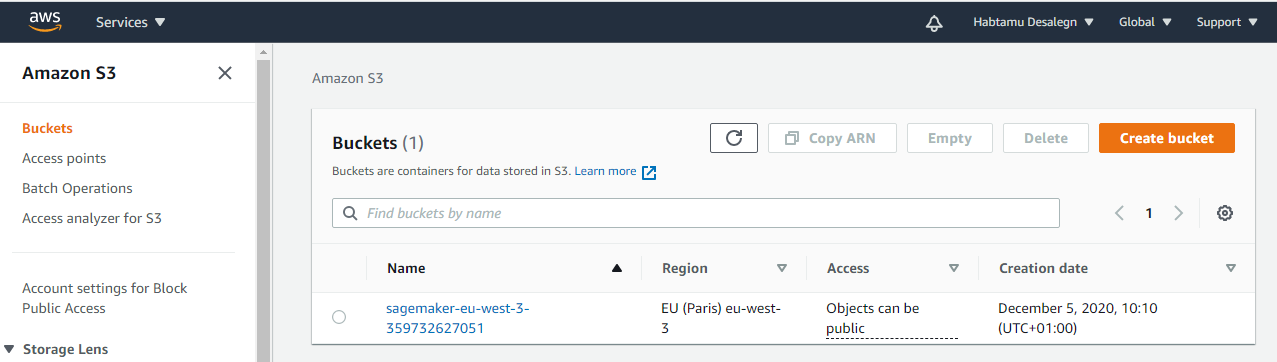 aws Services Habtamu Desalegn Global Support
Amazon S3
Buckets
Access points
Batch Operations
Access analyzer for S3
Account settings for Block
Public Access
Storage Lens
Amazon S3
Buckets (1)
Copy ARN Empty Delete Create bucket
Buckets are containers for data stored in S3. Learn more
Find buckets by name
1
Name Region Access Creation date
sagemaker-eu-west-3-
359732627051
EU (Paris) eu-west-
3
Objects can be
public
December 5, 2020, 10:10
(UTC+01:00)